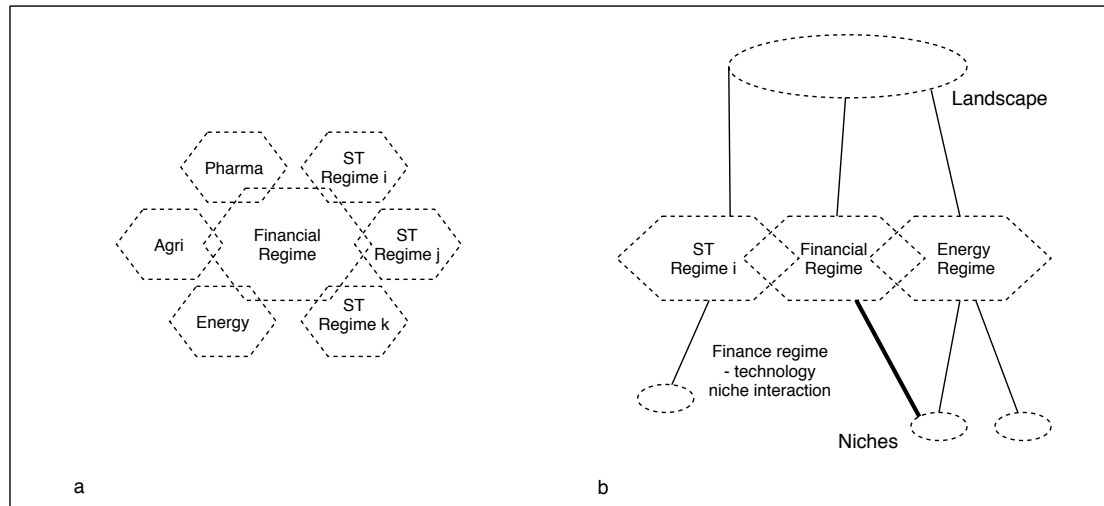 Pharma
ST
Regime i
Agri
Financial
Regime
ST
Regime j
Energy
ST
Regime k
a
Landscape
ST
Regime i
Financial
Regime
Energy
Regime
Finance regime
- technology
niche interaction
Niches
b